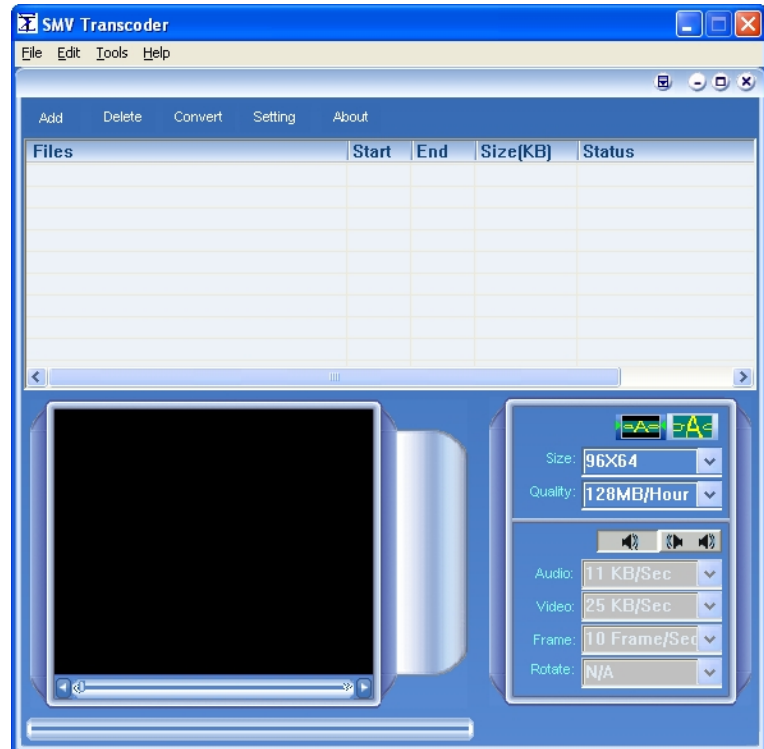 SMV Transcoder
File Edit Tools Help
Add Delete Convert Setting About
Files Start End Size(KB) Status
A A
Size: 96X64
Quality: 128MB/Hour
Audio: 11 KB/Sec
Video: 25 KB/Sec
Frame: 10 Frame/Sec
Rotate: N/A